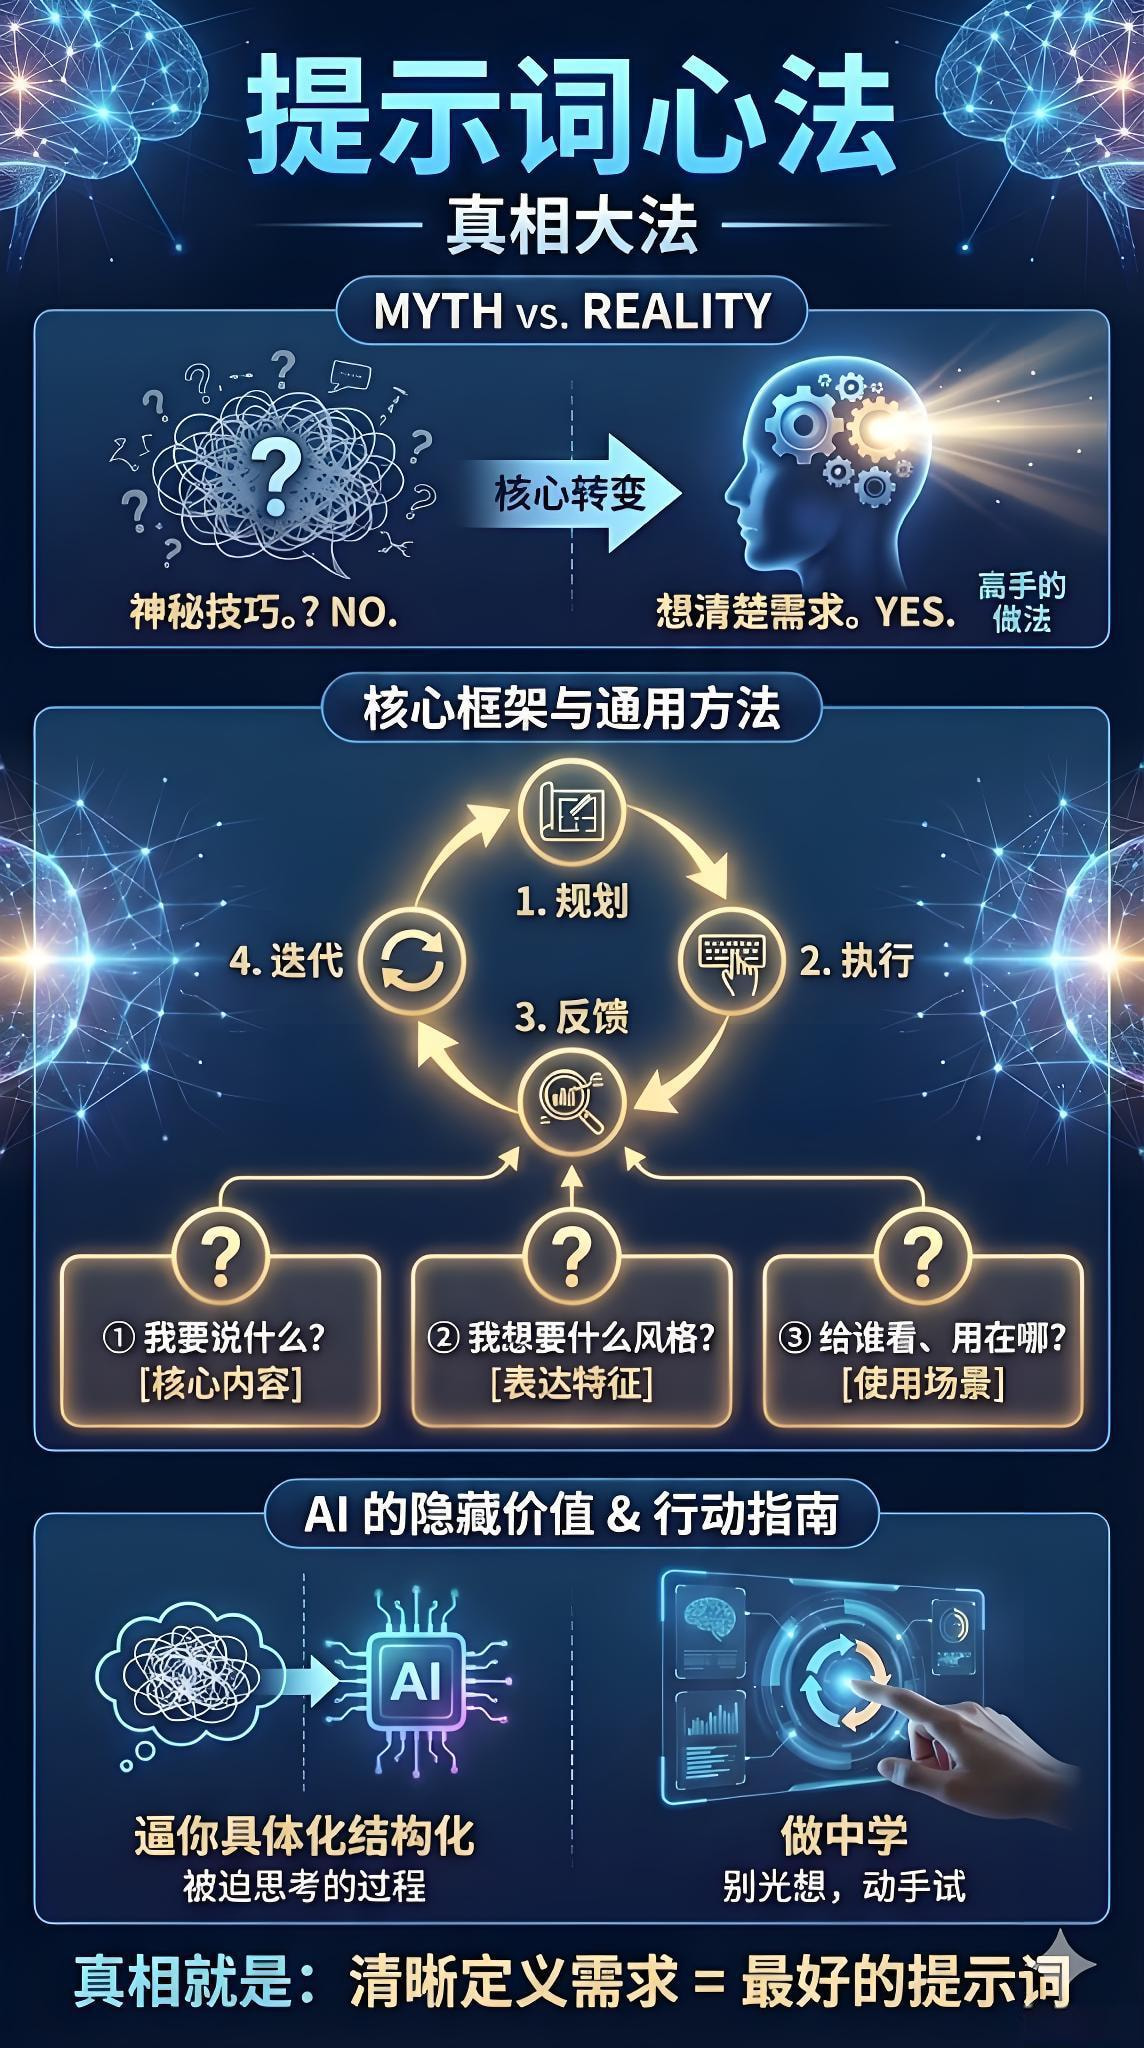 提示词心法
真相大法
MYTH vs. REALITY
?
核心转变
神秘技巧。? NO.
想清楚需求。YES.
高手的
做法
核心框架与通用方法
1. 规划
2. 执行
3. 反馈
4. 迭代
?
① 我要说什么?
[核心内容]
?
② 我想要什么风格?
[表达特征]
?
③ 给谁看、用在哪?
[使用场景]
AI 的隐藏价值 & 行动指南
AI
逼你具体化结构化
被迫思考的过程
做中学
别光想，动手试
真相就是：清晰定义需求 = 最好的提示词